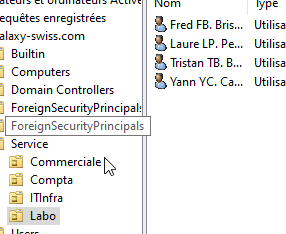 ateurs et ordinateurs Active
equêtes enregistrées
alaxy-swiss.com
Builtin
Computers
Domain Controllers
ForeignSecurityPrincipals
ForeignSecurityPrincipals
Service
Commerciale
Compta
ITInfra
Labo
Users
Nom
Type
Fred FB. Bris... Utilisa
Laure LP. Pe... Utilisa
Tristan TB. B... Utilisa
Yann YC. Ca... Utilisa